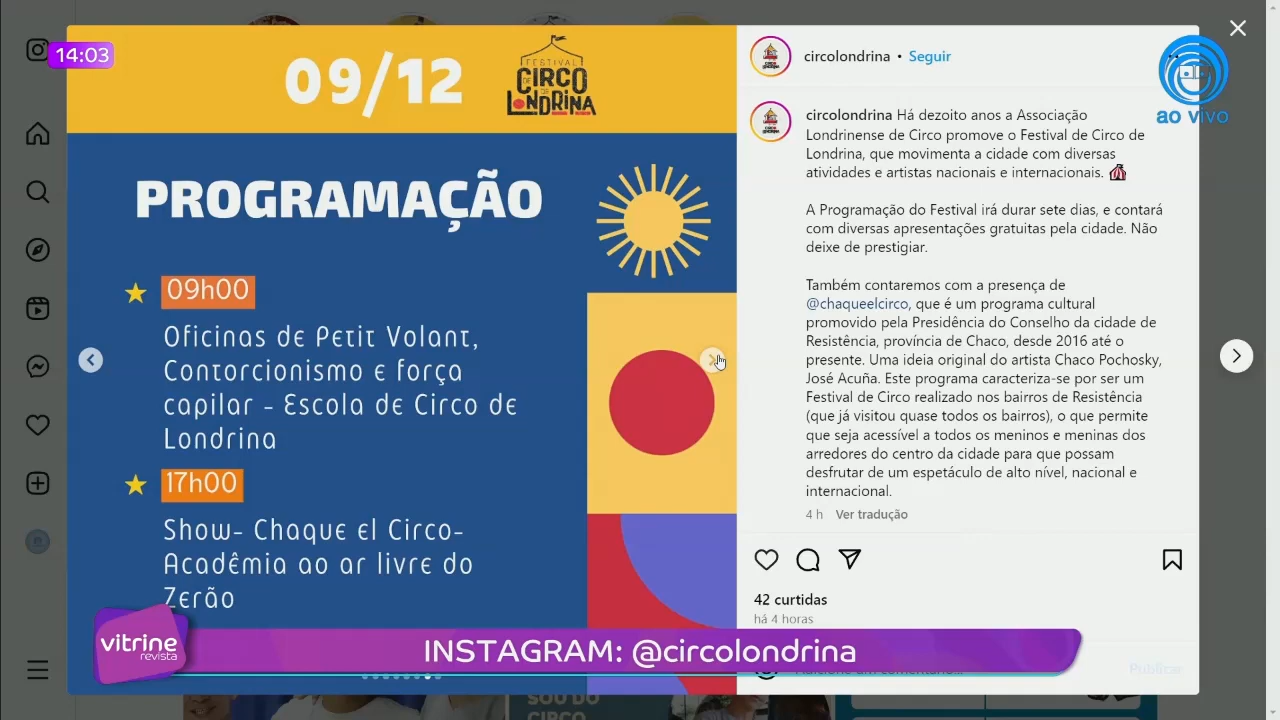 14:03
09/12
FESTIVAL
DE CIRCO DE
LONDRINA
PROGRAMAÇÃO
09h00
Oficinas de Petit Volant,
Contorcionismo e força
capilar - Escola de Circo de
Londrina
17h00
Show- Chaque el Circo-
Acadêmia ao ar livre do
Zerão
circolondrina • Seguir
ao vivo
circolondrina Há dezoito anos a Associação
Londrinense de Circo promove o Festival de Circo de
Londrina, que movimenta a cidade com diversas
atividades e artistas nacionais e internacionais.
A Programação do Festival irá durar sete dias, e contará
com diversas apresentações gratuitas pela cidade. Não
deixe de prestigiar.
Também contaremos com a presença de
@chaqueelcirco, que é um programa cultural
promovido pela Presidência do Conselho da cidade de
Resistência, província de Chaco, desde 2016 até o
presente. Uma ideia original do artista Chaco Pochosky,
José Acuña. Este programa caracteriza-se por ser um
Festival de Circo realizado nos bairros de Resistência
(que já visitou quase todos os bairros), o que permite
que seja acessível a todos os meninos e meninas dos
arredores do centro da cidade para que possam
desfrutar de um espetáculo de alto nível, nacional e
internacional.
4 h Ver tradução
42 curtidas
há 4 horas
Publicar
vitrine
revista
INSTAGRAM: @circolondrina
SOU DO
CIRCO